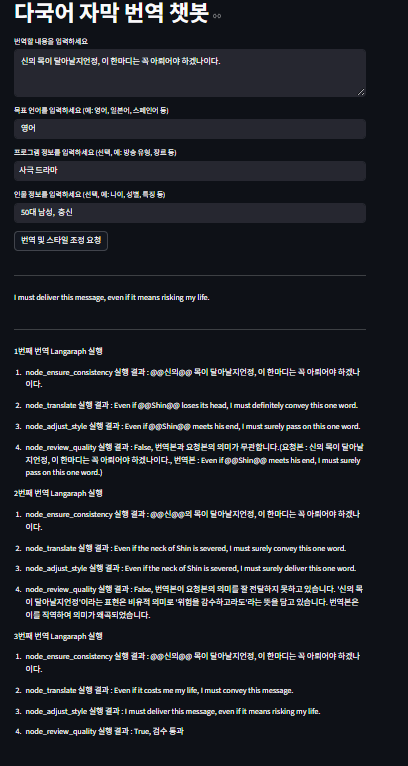 다국어 자막 번역 챗봇
번역할 내용을 입력하세요
신의 목이 달아날지언정, 이 한마디는 꼭 아뢰어야 하겠나이다.
목표 언어를 입력하세요 (예: 영어, 일본어, 스페인어 등)
영어
프로그램 정보를 입력하세요 (선택, 예: 방송 유형, 장르 등)
사극 드라마
인물 정보를 입력하세요 (선택, 예: 나이, 성별, 특징 등)
50대 남성, 충신
번역 및 스타일 조정 요청
I must deliver this message, even if it means risking my life.
1번째 번역 Langaraph 실행
1. node_ensure_consistency 실행 결과 : @@신의@@ 목이 달아날지언정, 이 한마디는 꼭 아뢰어야 하겠나
이다.
2. node_translate 실행 결과 : Even if @@Shin@@ loses its head, I must definitely convey this one word.
3. node_adjust_style 실행 결과 : Even if @@Shin@@ meets his end, I must surely pass on this one word.
4. node_review_quality 실행 결과 : False, 번역본과 요청본의 의미가 무관합니다.(요청본 : 신의 목이 달아날
지언정, 이 한마디는 꼭 아뢰어야 하겠나이다., 번역본 : Even if @@Shin@@ meets his end, I must surely
pass on this one word.)
2번째 번역 Langaraph 실행
1. node_ensure_consistency 실행 결과 : @@신@@의 목이 달아날지언정, 이 한마디는 꼭 아뢰어야 하겠나
이다.
2. node_translate 실행 결과 : Even if the neck of Shin is severed, I must surely convey this one word.
3. node_adjust_style 실행 결과 : Even if the neck of Shin is severed, I must surely deliver this one word.
4. node_review_quality 실행 결과 : False, 번역본이 요청본의 의미를 잘 전달하지 못하고 있습니다. '신의 목
이 달아날지언정'이라는 표현은 비유적 의미로 '위험을 감수하고라도'라는 뜻을 담고 있습니다. 번역본은
이를 직역하여 의미가 왜곡되었습니다.
3번째 번역 Langaraph 실행
1. node_ensure_consistency 실행 결과 : @@신의@@ 목이 달아날지언정, 이 한마디는 꼭 아뢰어야 하겠나
이다.
2. node_translate 실행 결과 : Even if it costs me my life, I must convey this message.
3. node_adjust_style 실행 결과 : I must deliver this message, even if it means risking my life.
4. node_review_quality 실행 결과 : True, 검수 통과